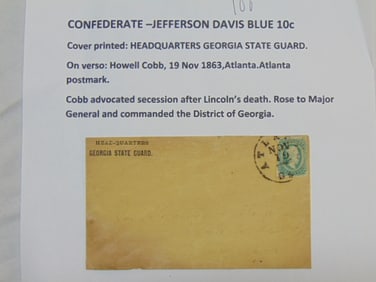 CONFEDERATE –JEFFERSON DAVIS BLUE 10c
Cover printed: HEADQUARTERS GEORGIA STATE GUARD.
On verso: Howell Cobb, 19 Nov 1863,Atlanta.Atlanta
postmark.
Cobb advocated secession after Lincoln's death. Rose to Major
General and commanded the District of Georgia.
HEAD-QUARTERS
GEORGIA STATE GUARD.
NOV
19